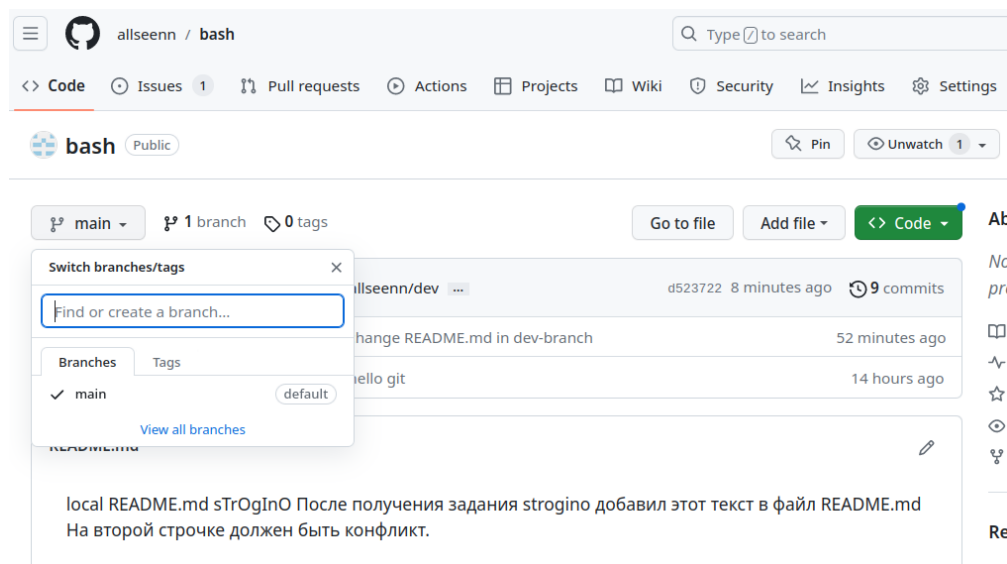 allseenn / bash
Type / to search
Code Issues 1 Pull requests Actions Projects Wiki Security Insights Settings
bash Public Pin Unwatch 1
main 1 branch 0 tags Go to file Add file Code
Switch branches/tags
Find or create a branch...
Branches Tags
main default
View all branches
allseenn/dev ... d523722 8 minutes ago 9 commits
hange README.md in dev-branch 52 minutes ago
hello git 14 hours ago
README.md
local README.md sTrOgInO После получения задания strogino добавил этот текст в файл README.md
На второй строчке должен быть конфликт.